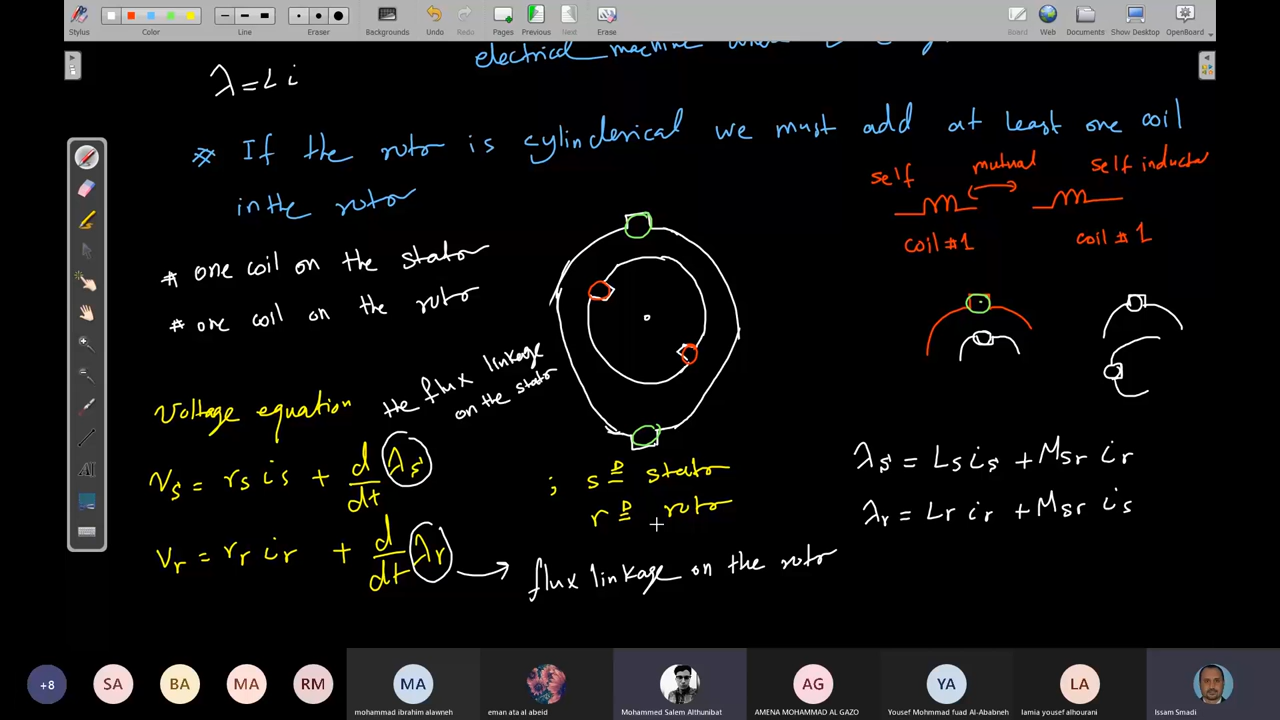 Stylus
Color
Eraser
Backgrounds
Undo
Redo
Pages
Previous
Next
Erase
Board
Web
Documents
Show Desktop
OpenBoard
electrical machine
λ = L i
* If the rotor is cylinderical we must add at least one coil
in the rotor
self
mutual
self inductor
coil #1
coil #1
# one coil on the stator
# one coil on the rotor
Voltage equation
the flux linkage
on the stator
Vs = rs is + d/dt λs
; s ≜ stator
r ≜ rotor
Vr = rr ir + d/dt λr
flux linkage on the rotor
λs = Ls is + Msr ir
λr = Lr ir + Msr is
+8
SA
BA
MA
RM
MA
AG
YA
LA
mohammad ibrahim alawneh
eman ata al abeid
Mohammed Salem Althunibat
AMENA MOHAMMAD AL GAZO
Yousef Mohmmad fuad Al-Ababneh
lamia yousef alhourani
Issam Smadi